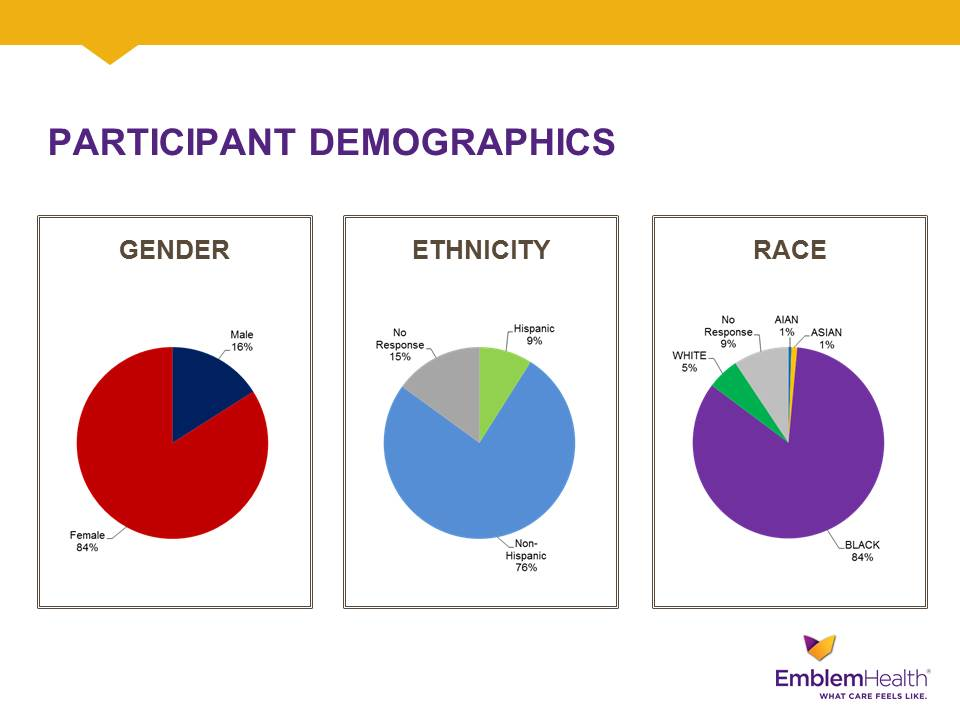 PARTICIPANT DEMOGRAPHICS
GENDER
Male
16%
Female
84%
ETHNICITY
No
Response
15%
Hispanic
9%
Non-
Hispanic
76%
RACE
No
Response
9%
AIAN
1%
ASIAN
1%
WHITE
5%
BLACK
84%
EmblemHealth®
WHAT CARE FEELS LIKE.